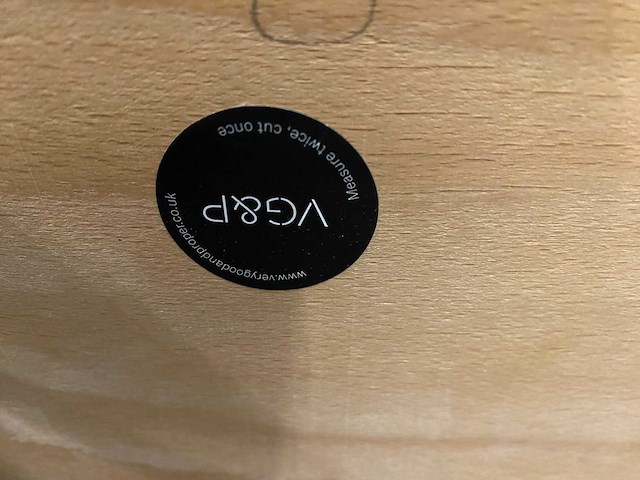 Measure twice, cut once
VG&P
www.verygoodandproper.co.uk